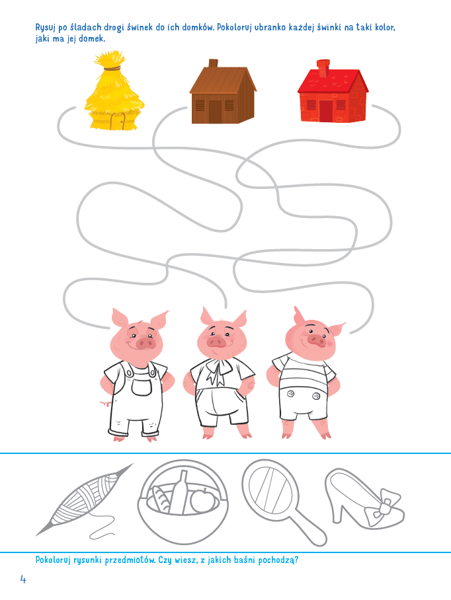 Rysuj po śladach drogi świnek do ich domków. Pokoloruj ubranko każdej świnki na taki kolor,
jaki ma jej domek.
Pokoloruj rysunki przedmiotów. Czy wiesz, z jakich baśni pochodzą?
4